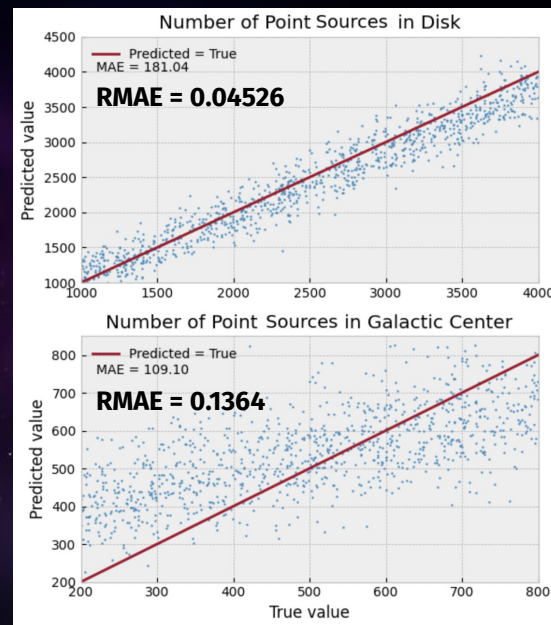 Number of Point Sources in Disk
4500
4000
3500
3000
2500
2000
1500
1000
Predicted value
Predicted = True
MAE = 181.04
RMAE = 0.04526
1000 1500 2000 2500 3000 3500 4000
Number of Point Sources in Galactic Center
800
700
600
500
400
300
200
Predicted value
Predicted = True
MAE = 109.10
RMAE = 0.1364
200 300 400 500 600 700 800
True value